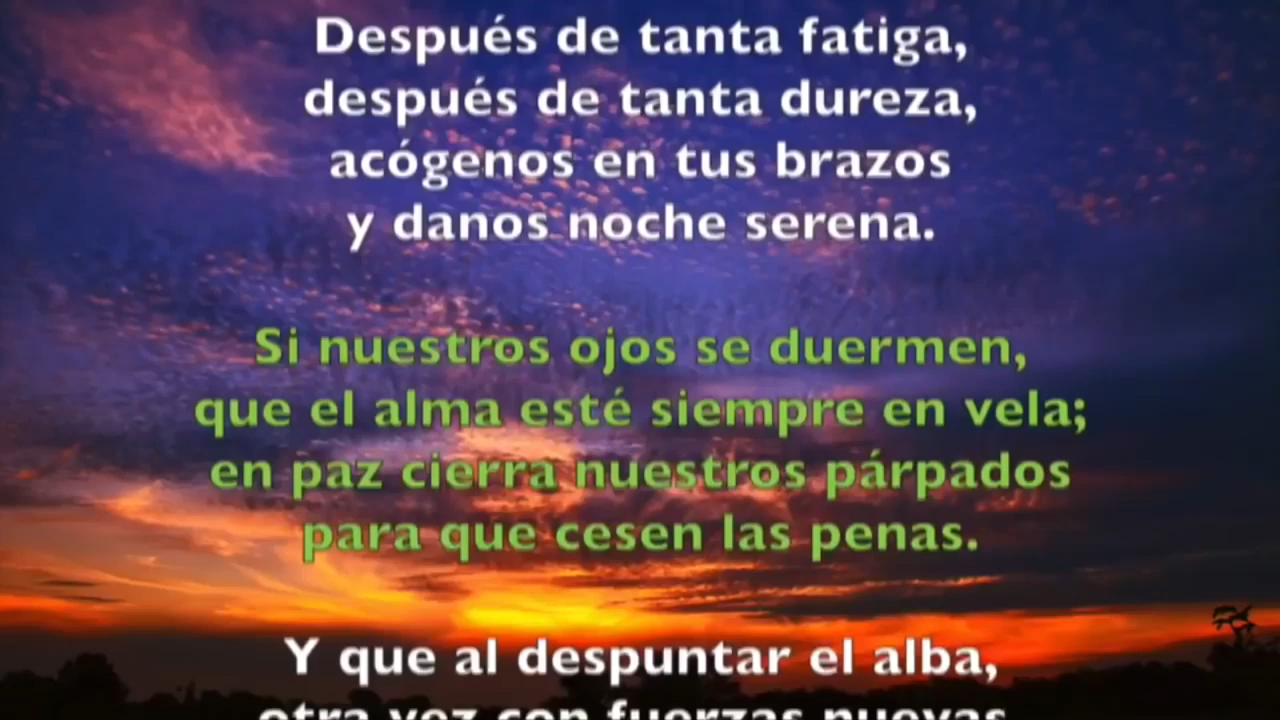 Después de tanta fatiga,
después de tanta dureza,
acógenos en tus brazos
y danos noche serena.
Si nuestros ojos se duermen,
que el alma esté siempre en vela;
en paz cierra nuestros párpados
para que cesen las penas.
Y que al despuntar el alba,
otra vez con fuerzas nuevas,